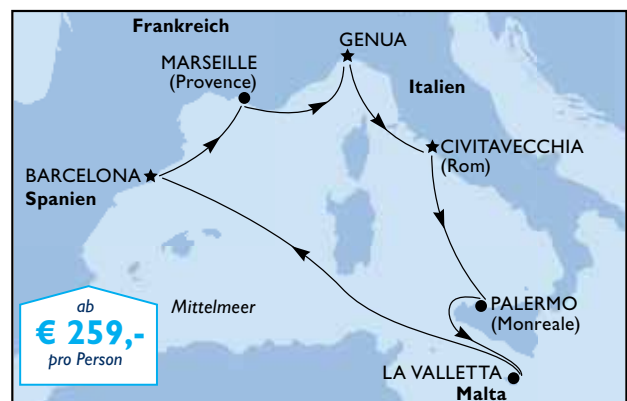 Frankreich
GENUA
MARSEILLE
(Provence)
Italien
CIVITAVECCHIA
(Rom)
BARCELONA
Spanien
ab
€ 259,-
pro Person
Mittelmeer
PALERMO
(Monreale)
LA VALLETTA
Malta